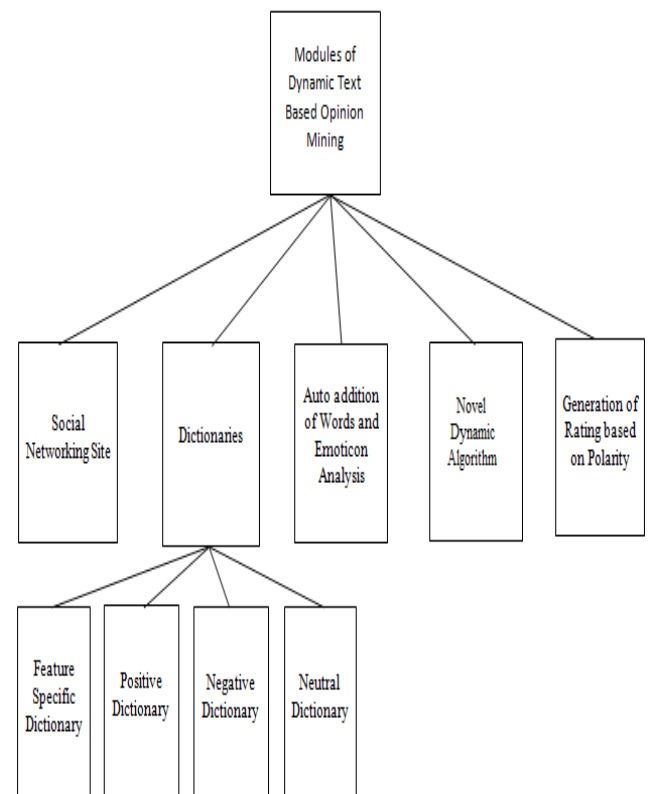 Modules of
Dynamic Text
Based Opinion
Mining
Social
Networking Site
Dictionaries
Auto addition
of Words and
Emoticon
Analysis
Novel
Dynamic
Algorithm
Generation of
Rating based
on Polarity
Feature
Specific
Dictionary
Positive
Dictionary
Negative
Dictionary
Neutral
Dictionary